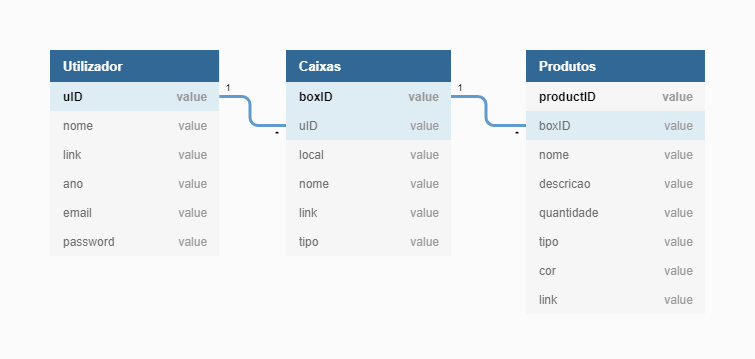 Utilizador
uID value
nome value
link value
ano value
email value
password value
1
*
Caixas
boxID value
uID value
local value
nome value
link value
tipo value
1
*
Produtos
productID value
boxID value
nome value
descricao value
quantidade value
tipo value
cor value
link value